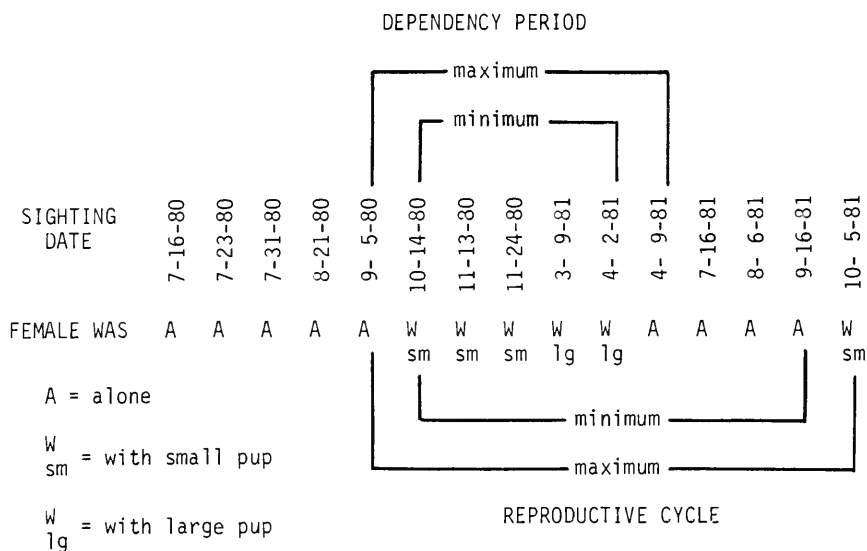 DEPENDENCY PERIOD
maximum
minimum
SIGHTING DATE
7-16-80 7-23-80 7-31-80 8-21-80 9- 5-80 10-14-80 11-13-80 11-24-80 3- 9-81 4- 2-81 4- 9-81 7-16-81 8- 6-81 9-16-81 10- 5-81
FEMALE WAS A A A A A W W W W W A A A A W
sm sm sm lg lg sm
A = alone
minimum
W
sm = with small pup
maximum
W
lg = with large pup
REPRODUCTIVE CYCLE